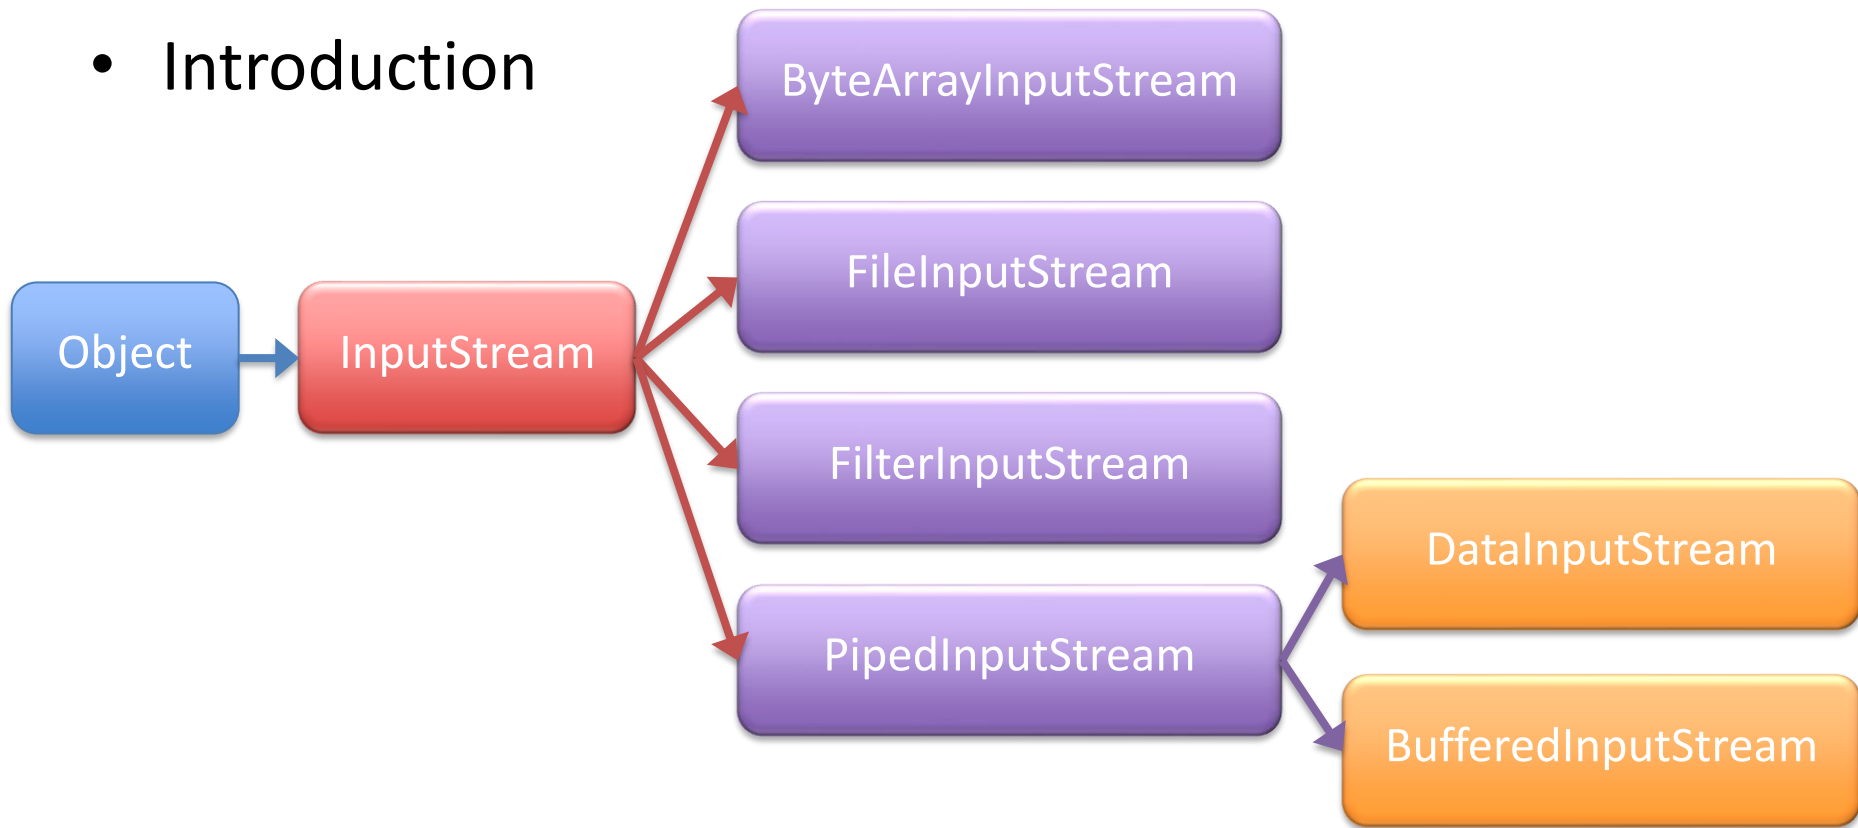 • Introduction
ByteArrayInputStream
FileInputStream
Object
InputStream
FilterInputStream
DataInputStream
PipedInputStream
BufferedInputStream